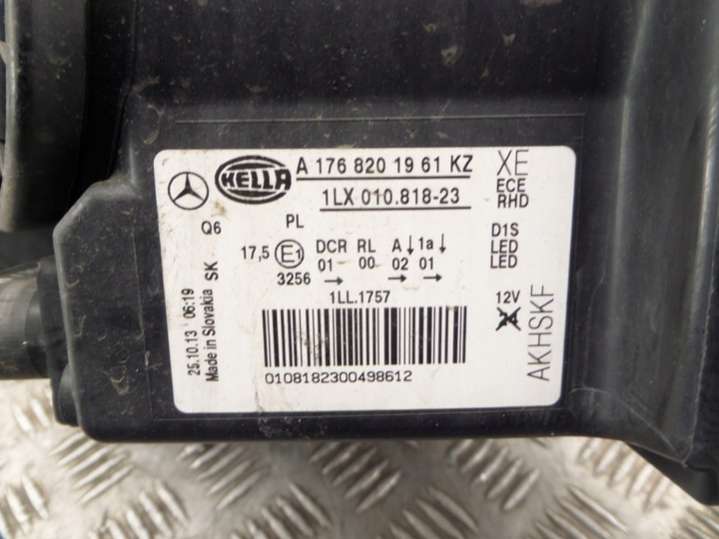 HELLA
A 176 820 19 61 KZ
1LX 010.818-23
XE
ECE
RHD
Q6
PL
D1S
LED
LED
17,5 E1 DCR RL A↓ 1a↓
01 00 02 01
3256 → → →
1LL.1757
12V
SK
25.10.13 06:19
Made in Slovakia
0108182300498612
AKHSKF